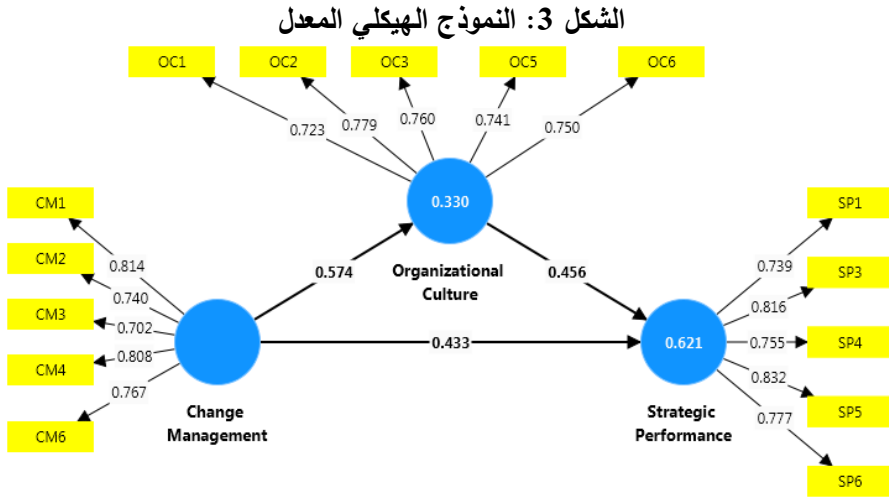 الشكل 3: النموذج الهيكلي المعدل
OC1 OC2 OC3 OC5 OC6
0.723 0.779 0.760 0.741 0.750
0.330
Organizational
Culture
CM1
CM2
CM3
CM4
CM6
0.814
0.740
0.702
0.808
0.767
Change
Management
0.574
0.456
0.433
0.621
Strategic
Performance
0.739
0.816
0.755
0.832
0.777
SP1
SP3
SP4
SP5
SP6